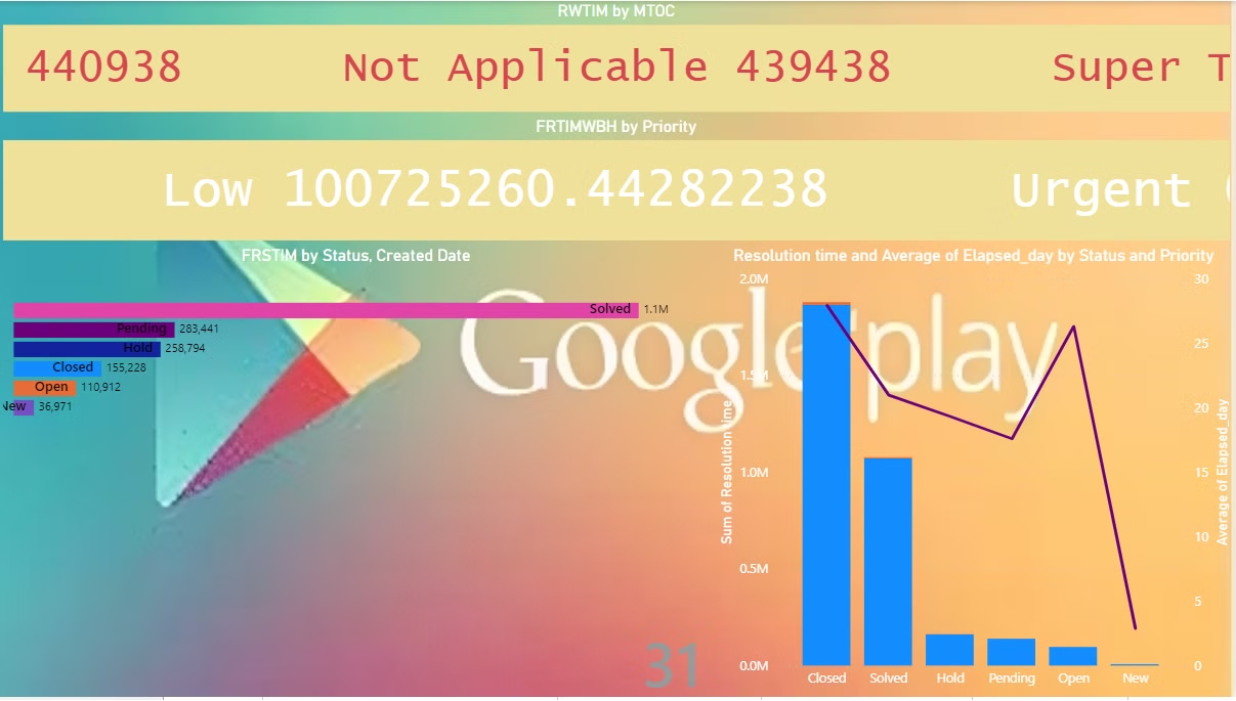 RWTIM by MTOC
440938 Not Applicable 439438 Super T
FRTIMWBH by Priority
Low 100725260.44282238 Urgent
FRSTIM by Status, Created Date
Solved 1.1M
Pending 283,441
Hold 258,794
Closed 155,228
Open 110,912
New 36,971
Google play
Resolution time and Average of Elapsed_day by Status and Priority
Sum of Resolution time
2.0M
1.5M
1.0M
0.5M
0.0M
Closed Solved Hold Pending Open New
30
25
20
15
10
5
0
Average of Elapsed_day
31